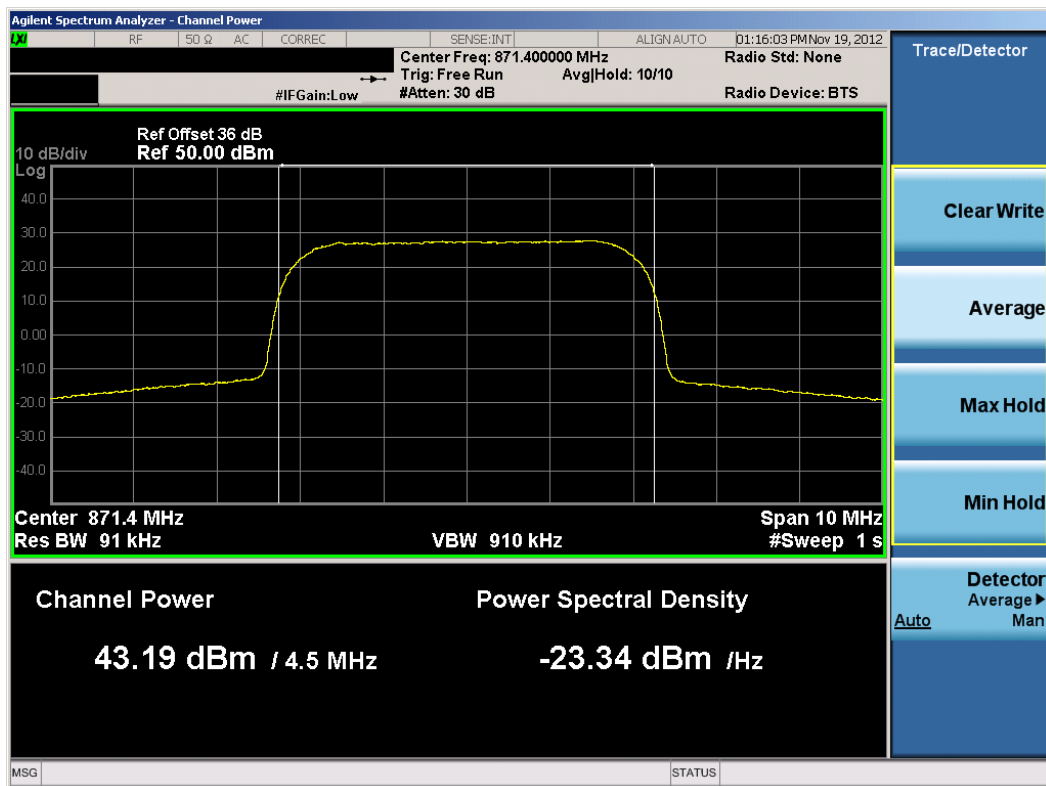 Agilent Spectrum Analyzer - Channel Power
LXI RF 50 Ω AC CORREC SENSE:INT ALIGN AUTO 01:16:03 PM Nov 19, 2012
Center Freq: 871.400000 MHz Radio Std: None
Trig: Free Run Avg|Hold: 10/10
#IFGain:Low #Atten: 30 dB Radio Device: BTS
Ref Offset 36 dB
10 dB/div Ref 50.00 dBm
Log
40.0
30.0
20.0
10.0
0.00
-10.0
-20.0
-30.0
-40.0
Center 871.4 MHz Span 10 MHz
Res BW 91 kHz VBW 910 kHz #Sweep 1 s
Channel Power Power Spectral Density
43.19 dBm / 4.5 MHz -23.34 dBm /Hz
Trace/Detector
Clear Write
Average
Max Hold
Min Hold
Detector
Average▶
Auto Man
MSG STATUS